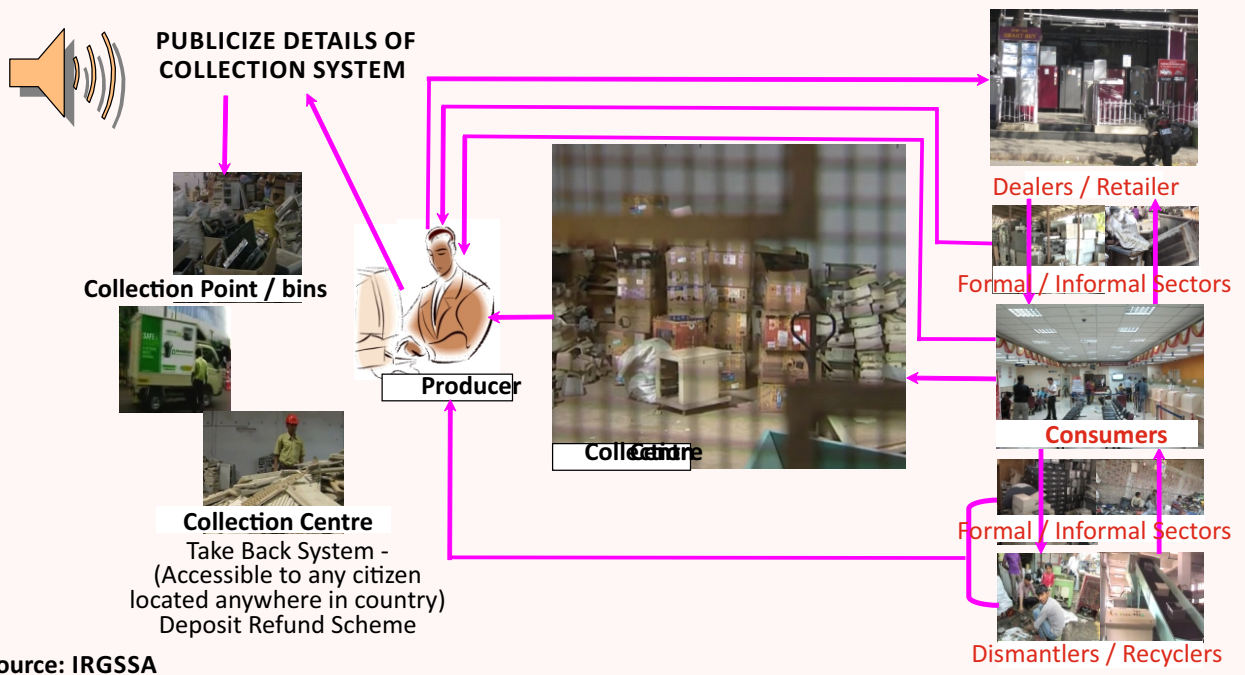 PUBLICIZE DETAILS OF
COLLECTION SYSTEM
Collection Point / bins
Collection Centre
Take Back System -
(Accessible to any citizen
located anywhere in country)
Deposit Refund Scheme
ource: IRGSSA
Producer
Collection Centre
Dealers / Retailer
Formal / Informal Sectors
Consumers
Formal / Informal Sectors
Dismantlers / Recyclers